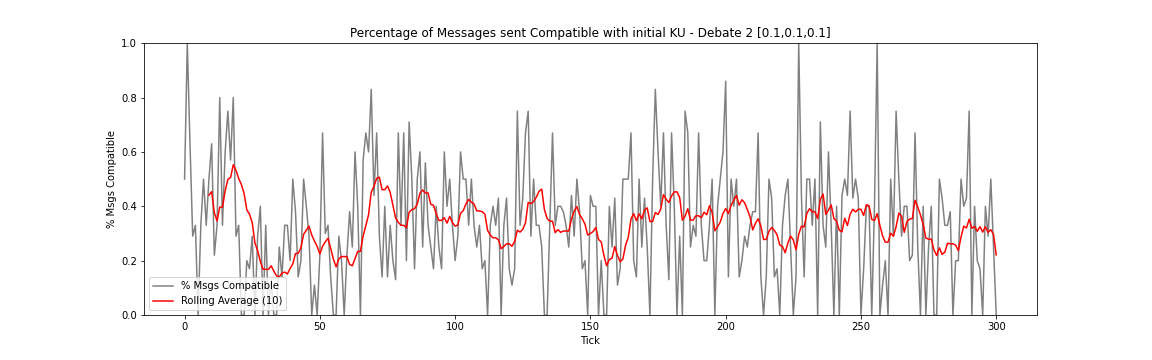 Percentage of Messages sent Compatible with initial KU - Debate 2 [0.1,0.1,0.1]
% Msgs Compatible
1.0
0.8
0.6
0.4
0.2
0.0
% Msgs Compatible
Rolling Average (10)
0 50 100 150 200 250 300
Tick